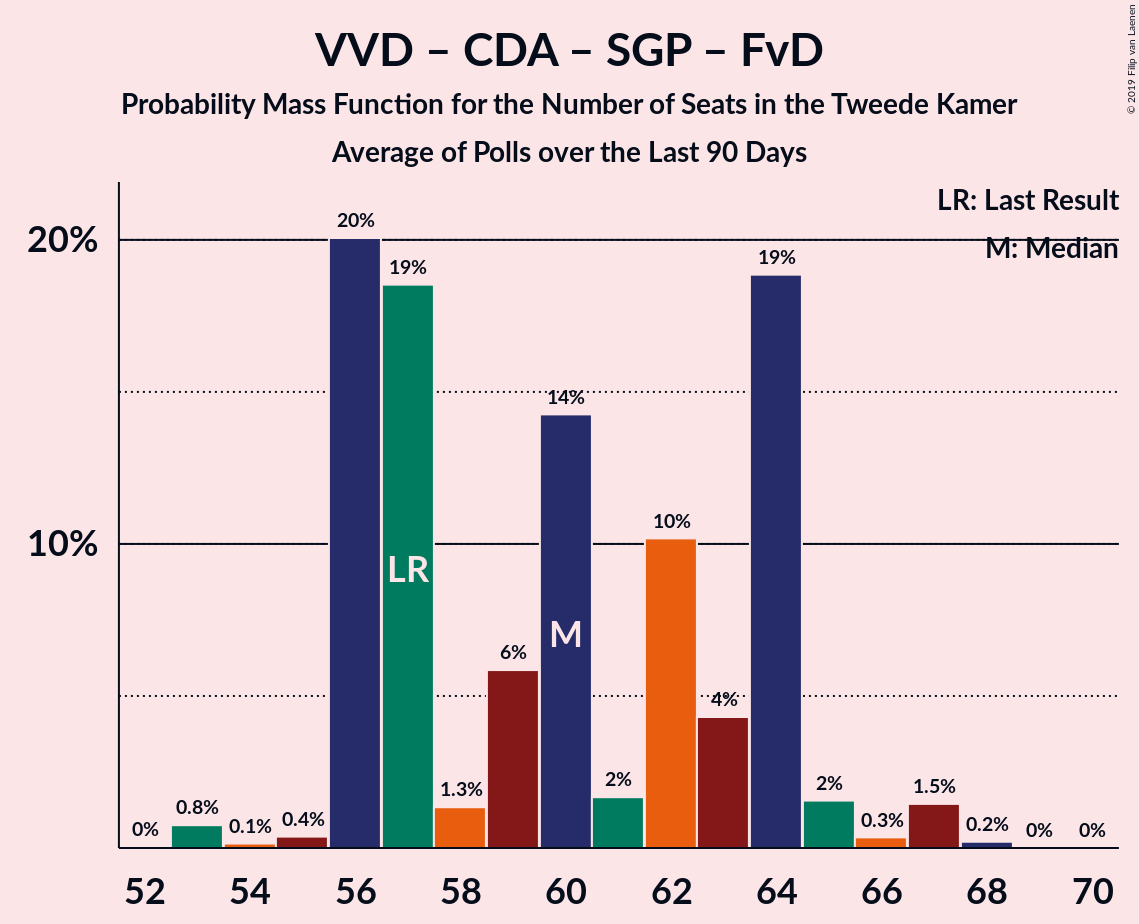 VVD – CDA – SGP – FvD
Probability Mass Function for the Number of Seats in the Tweede Kamer
Average of Polls over the Last 90 Days
© 2019 Filip van Laenen
LR: Last Result
M: Median
20%
10%
0%
0.8%
0.1%
0.4%
20%
19%
1.3%
6%
14%
2%
10%
4%
19%
2%
0.3%
1.5%
0.2%
0%
0%
LR
M
52 54 56 58 60 62 64 66 68 70